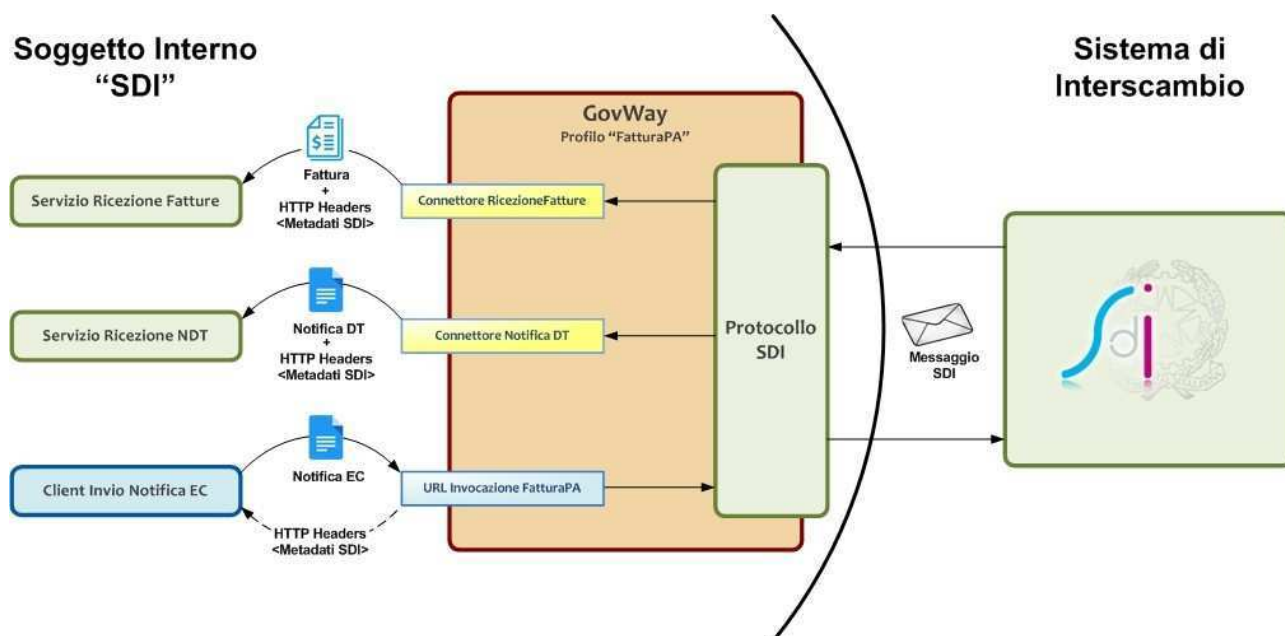 Soggetto Interno
“SDI”
Sistema di
Interscambio
GovWay
Profilo “FatturaPA”
Servizio Ricezione Fatture
Fattura
+
HTTP Headers
<Metadati SDI>
Connettore RicezioneFatture
Servizio Ricezione NDT
Notifica DT
+
HTTP Headers
<Metadati SDI>
Connettore Notifica DT
Protocollo
SDI
Messaggio
SDI
Sdi
Client Invio Notifica EC
Notifica EC
URL Invocazione FatturaPA
HTTP Headers
<Metadati SDI>